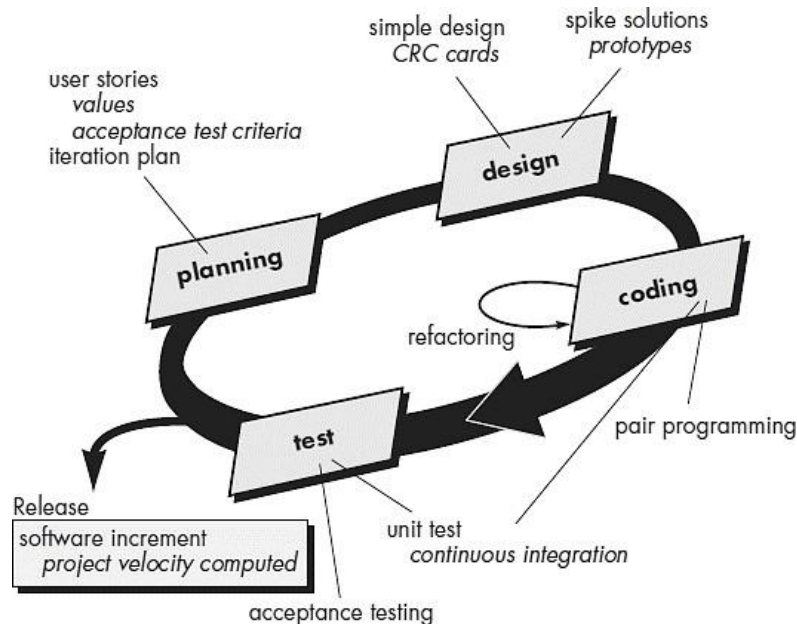 simple design
CRC cards
spike solutions
prototypes
user stories
values
acceptance test criteria
iteration plan
design
planning
coding
refactoring
pair programming
test
unit test
continuous integration
Release
software increment
project velocity computed
acceptance testing